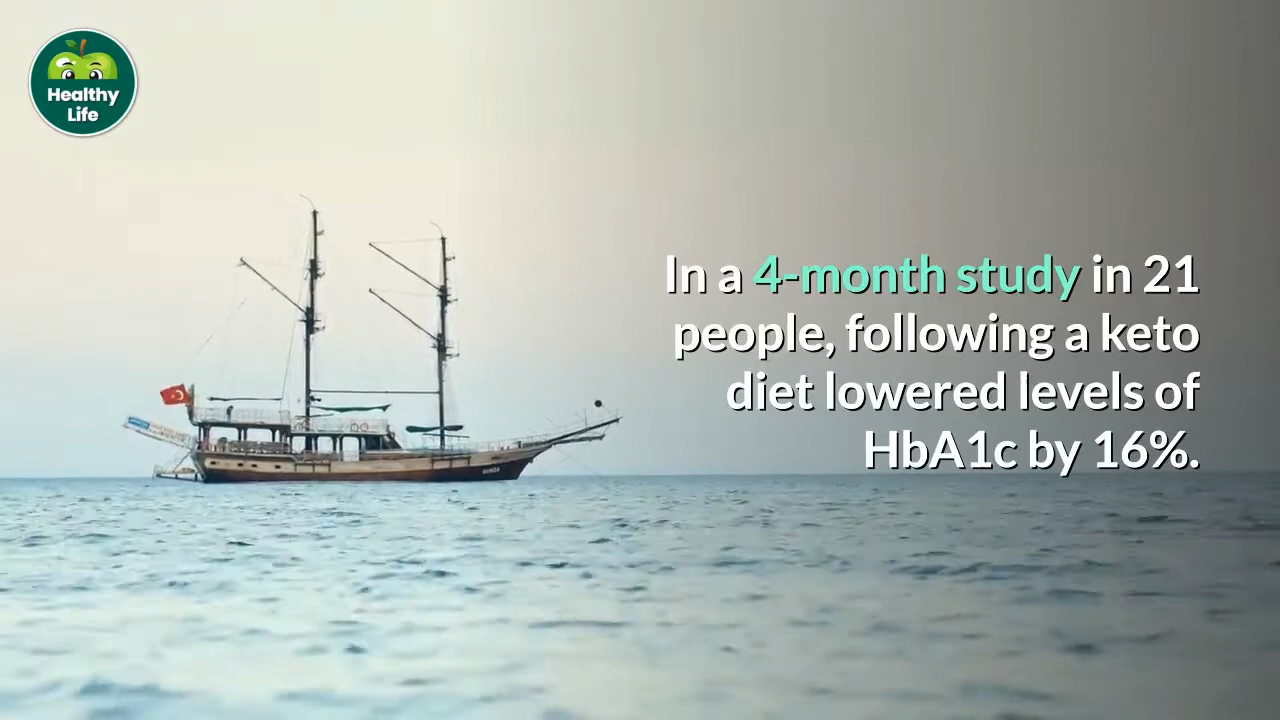 Healthy
Life
In a 4-month study in 21
people, following a keto
diet lowered levels of
HbA1c by 16%.